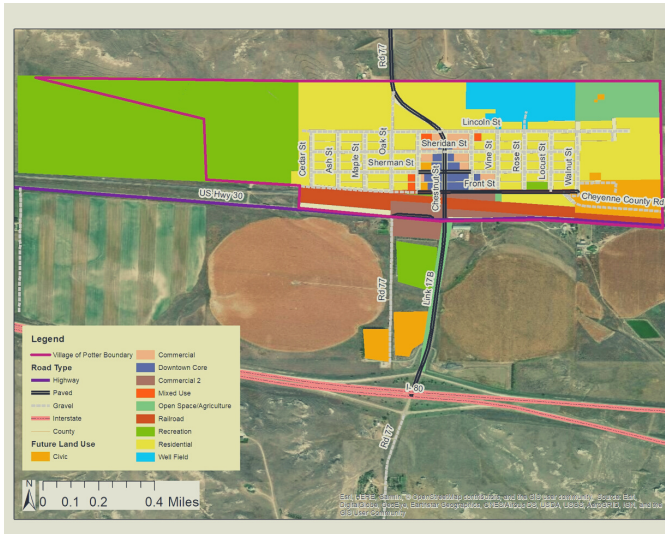 Rd 77
Lincoln St
Cedar St
Ash St
Maple St
Oak St
Sheridan St
Sherman St
Chestnut St
Vine St
Rose St
Locust St
Walnut St
Front St
US Hwy 30
Cheyenne County Rd
Rd 77
Link 17B
I- 80
Rd 77
Legend
Village of Potter Boundary
Road Type
Highway
Paved
Gravel
Interstate
County
Future Land Use
Civic
Commercial
Downtown Core
Commercial 2
Mixed Use
Open Space/Agriculture
Railroad
Recreation
Residential
Well Field
N
0 0.1 0.2 0.4 Miles